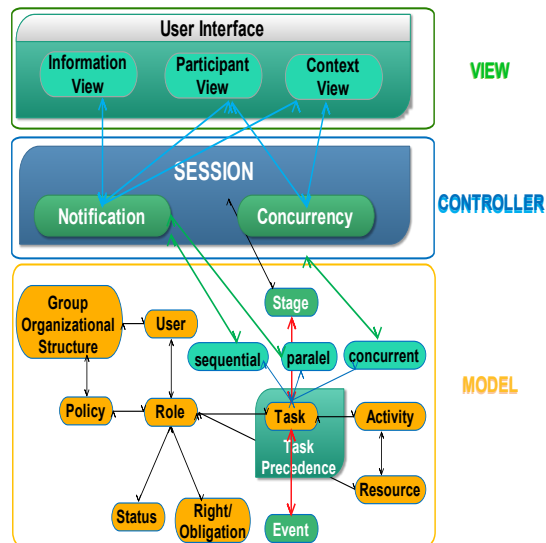 User Interface
Information
View
Participant
View
Context
View
VIEW
SESSION
Notification
Concurrency
CONTROLLER
Group
Organizational
Structure
User
Stage
sequential
paralel
concurrent
MODEL
Policy
Role
Task
Activity
Task
Precedence
Resource
Status
Right/
Obligation
Event